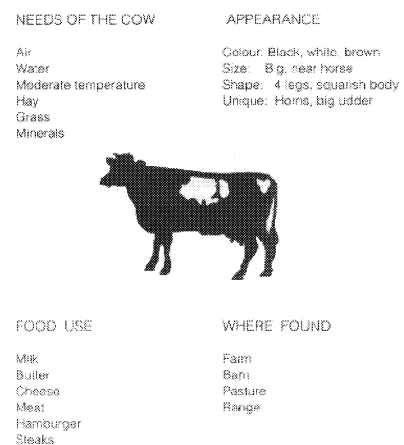 NEEDS OF THE COW
Air
Water
Moderate temperature
Hay
Grass
Minerals
APPEARANCE
Colour: Black, white, brown
Size: Big, near horse
Shape: 4 legs, squarish body
Unique: Horns, big udder
FOOD USE
Milk
Butter
Cheese
Meat
Hamburger
Steaks
WHERE FOUND
Farm
Barn
Pasture
Range